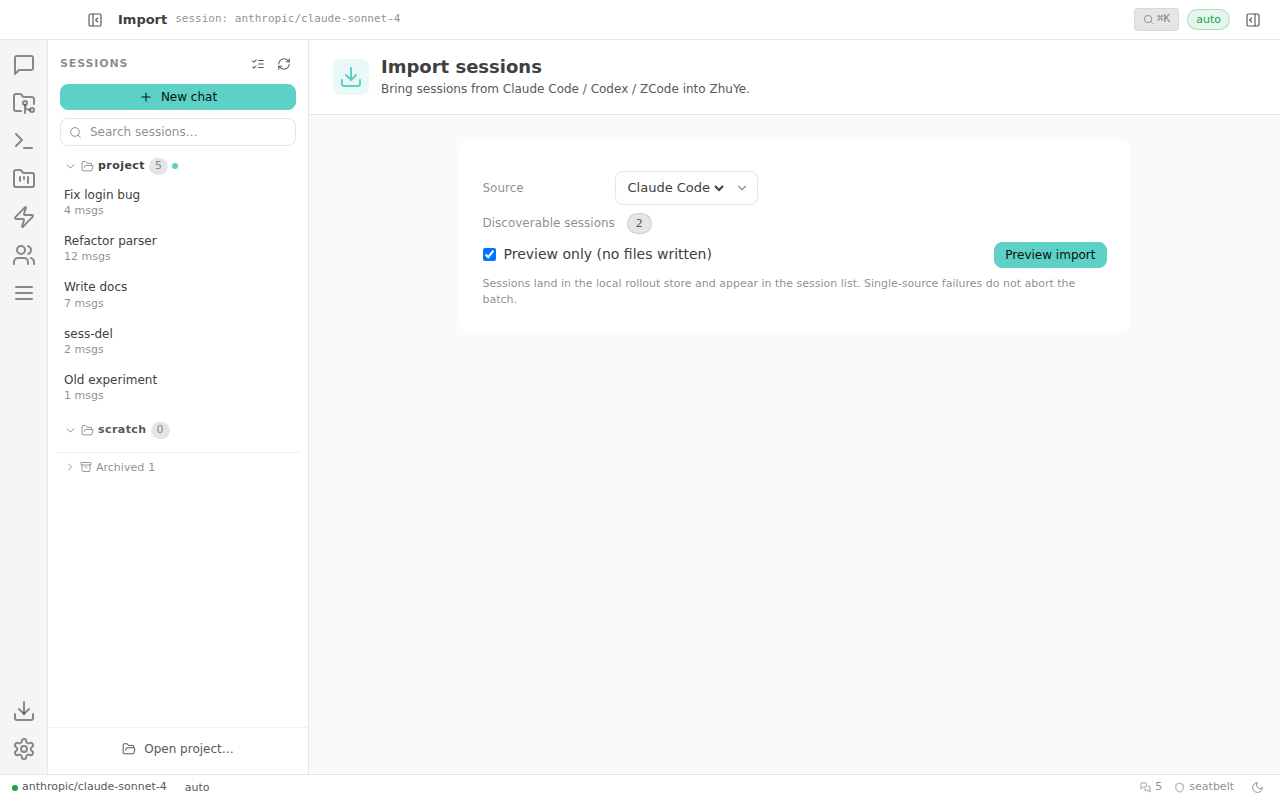 Import session: anthropic/claude-sonnet-4
⌘K
auto
SESSIONS
New chat
Search sessions…
project 5
Fix login bug
4 msgs
Refactor parser
12 msgs
Write docs
7 msgs
sess-del
2 msgs
Old experiment
1 msgs
scratch 0
Archived 1
Open project…
Import sessions
Bring sessions from Claude Code / Codex / ZCode into ZhuYe.
Source Claude Code
Discoverable sessions 2
Preview only (no files written)
Preview import
Sessions land in the local rollout store and appear in the session list. Single-source failures do not abort the
batch.
anthropic/claude-sonnet-4 auto
5 seatbelt